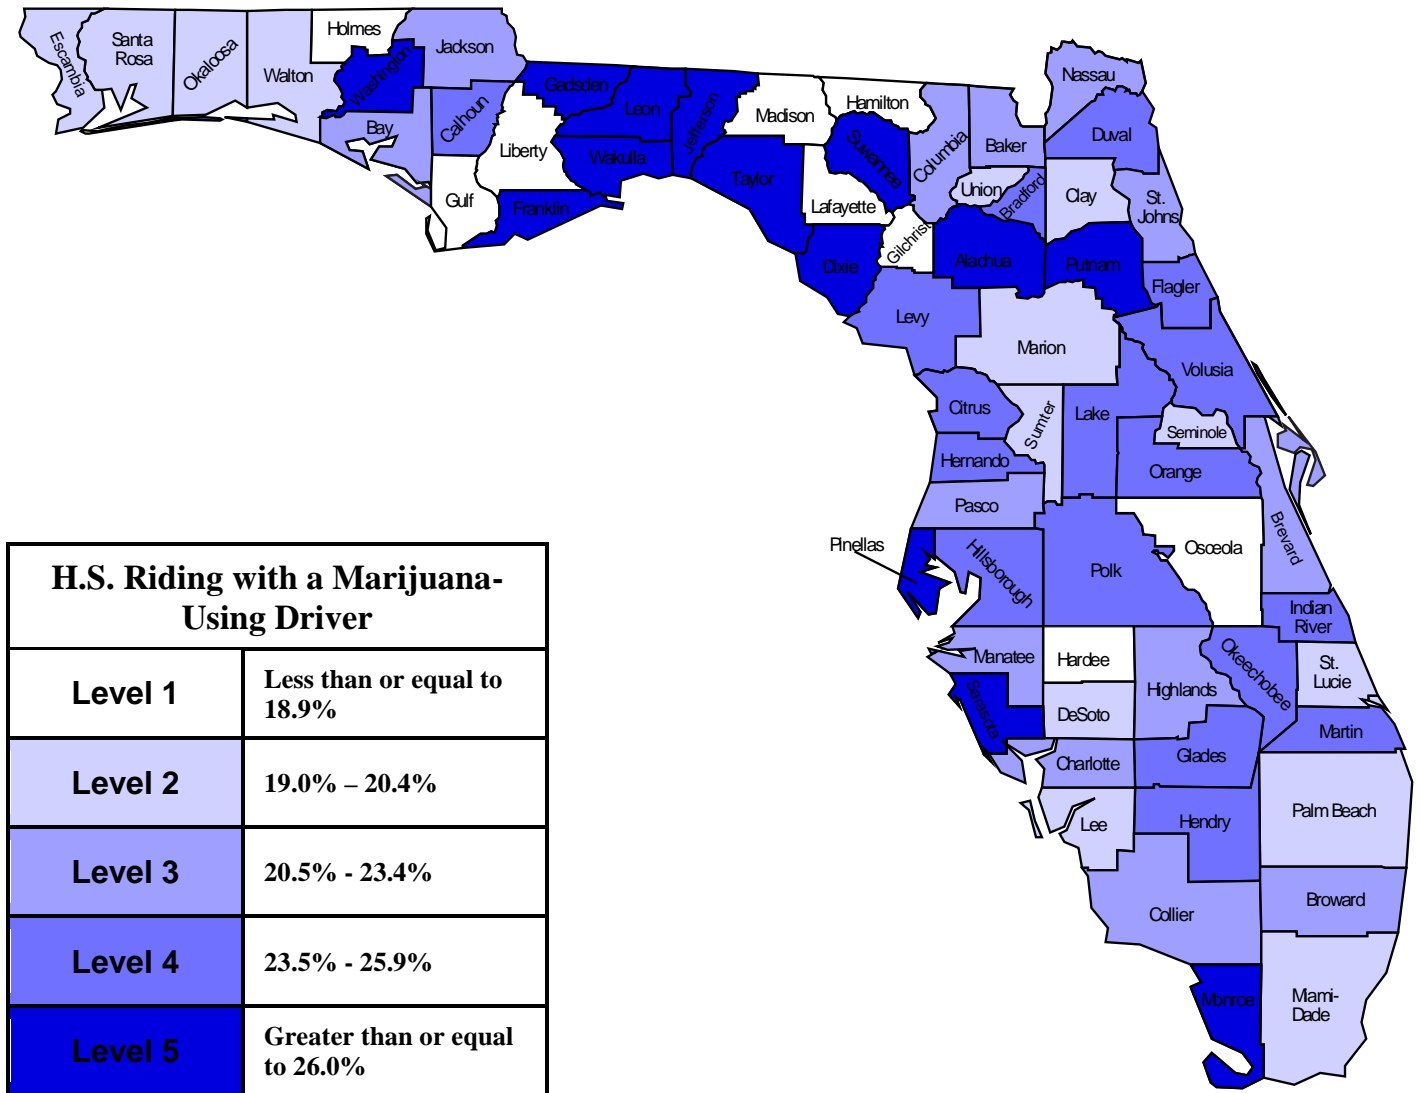 Escambia
Santa
Rosa
Okaloosa
Walton
Holmes
Washington
Jackson
Bay
Calhoun
Gulf
Liberty
Gadsden
Franklin
Leon
Wakulla
Jefferson
Madison
Taylor
Hamilton
Suwannee
Lafayette
Dixie
Gilchrist
Columbia
Baker
Union
Bradford
Alachua
Nassau
Duval
Clay
St.
Johns
Putnam
Flagler
Levy
Marion
Volusia
Citrus
Sumter
Lake
Seminole
Hernando
Orange
Pasco
Pinellas
Hillsborough
Polk
Osceola
Brevard
Indian
River
Manatee
Hardee
Highlands
Okeechobee
St.
Lucie
Sarasota
DeSoto
Martin
Charlotte
Glades
Lee
Hendry
Palm Beach
Collier
Broward
Monroe
Miami-
Dade
H.S. Riding with a Marijuana-
Using Driver
Level 1
Less than or equal to
18.9%
Level 2
19.0% – 20.4%
Level 3
20.5% - 23.4%
Level 4
23.5% - 25.9%
Level 5
Greater than or equal
to 26.0%